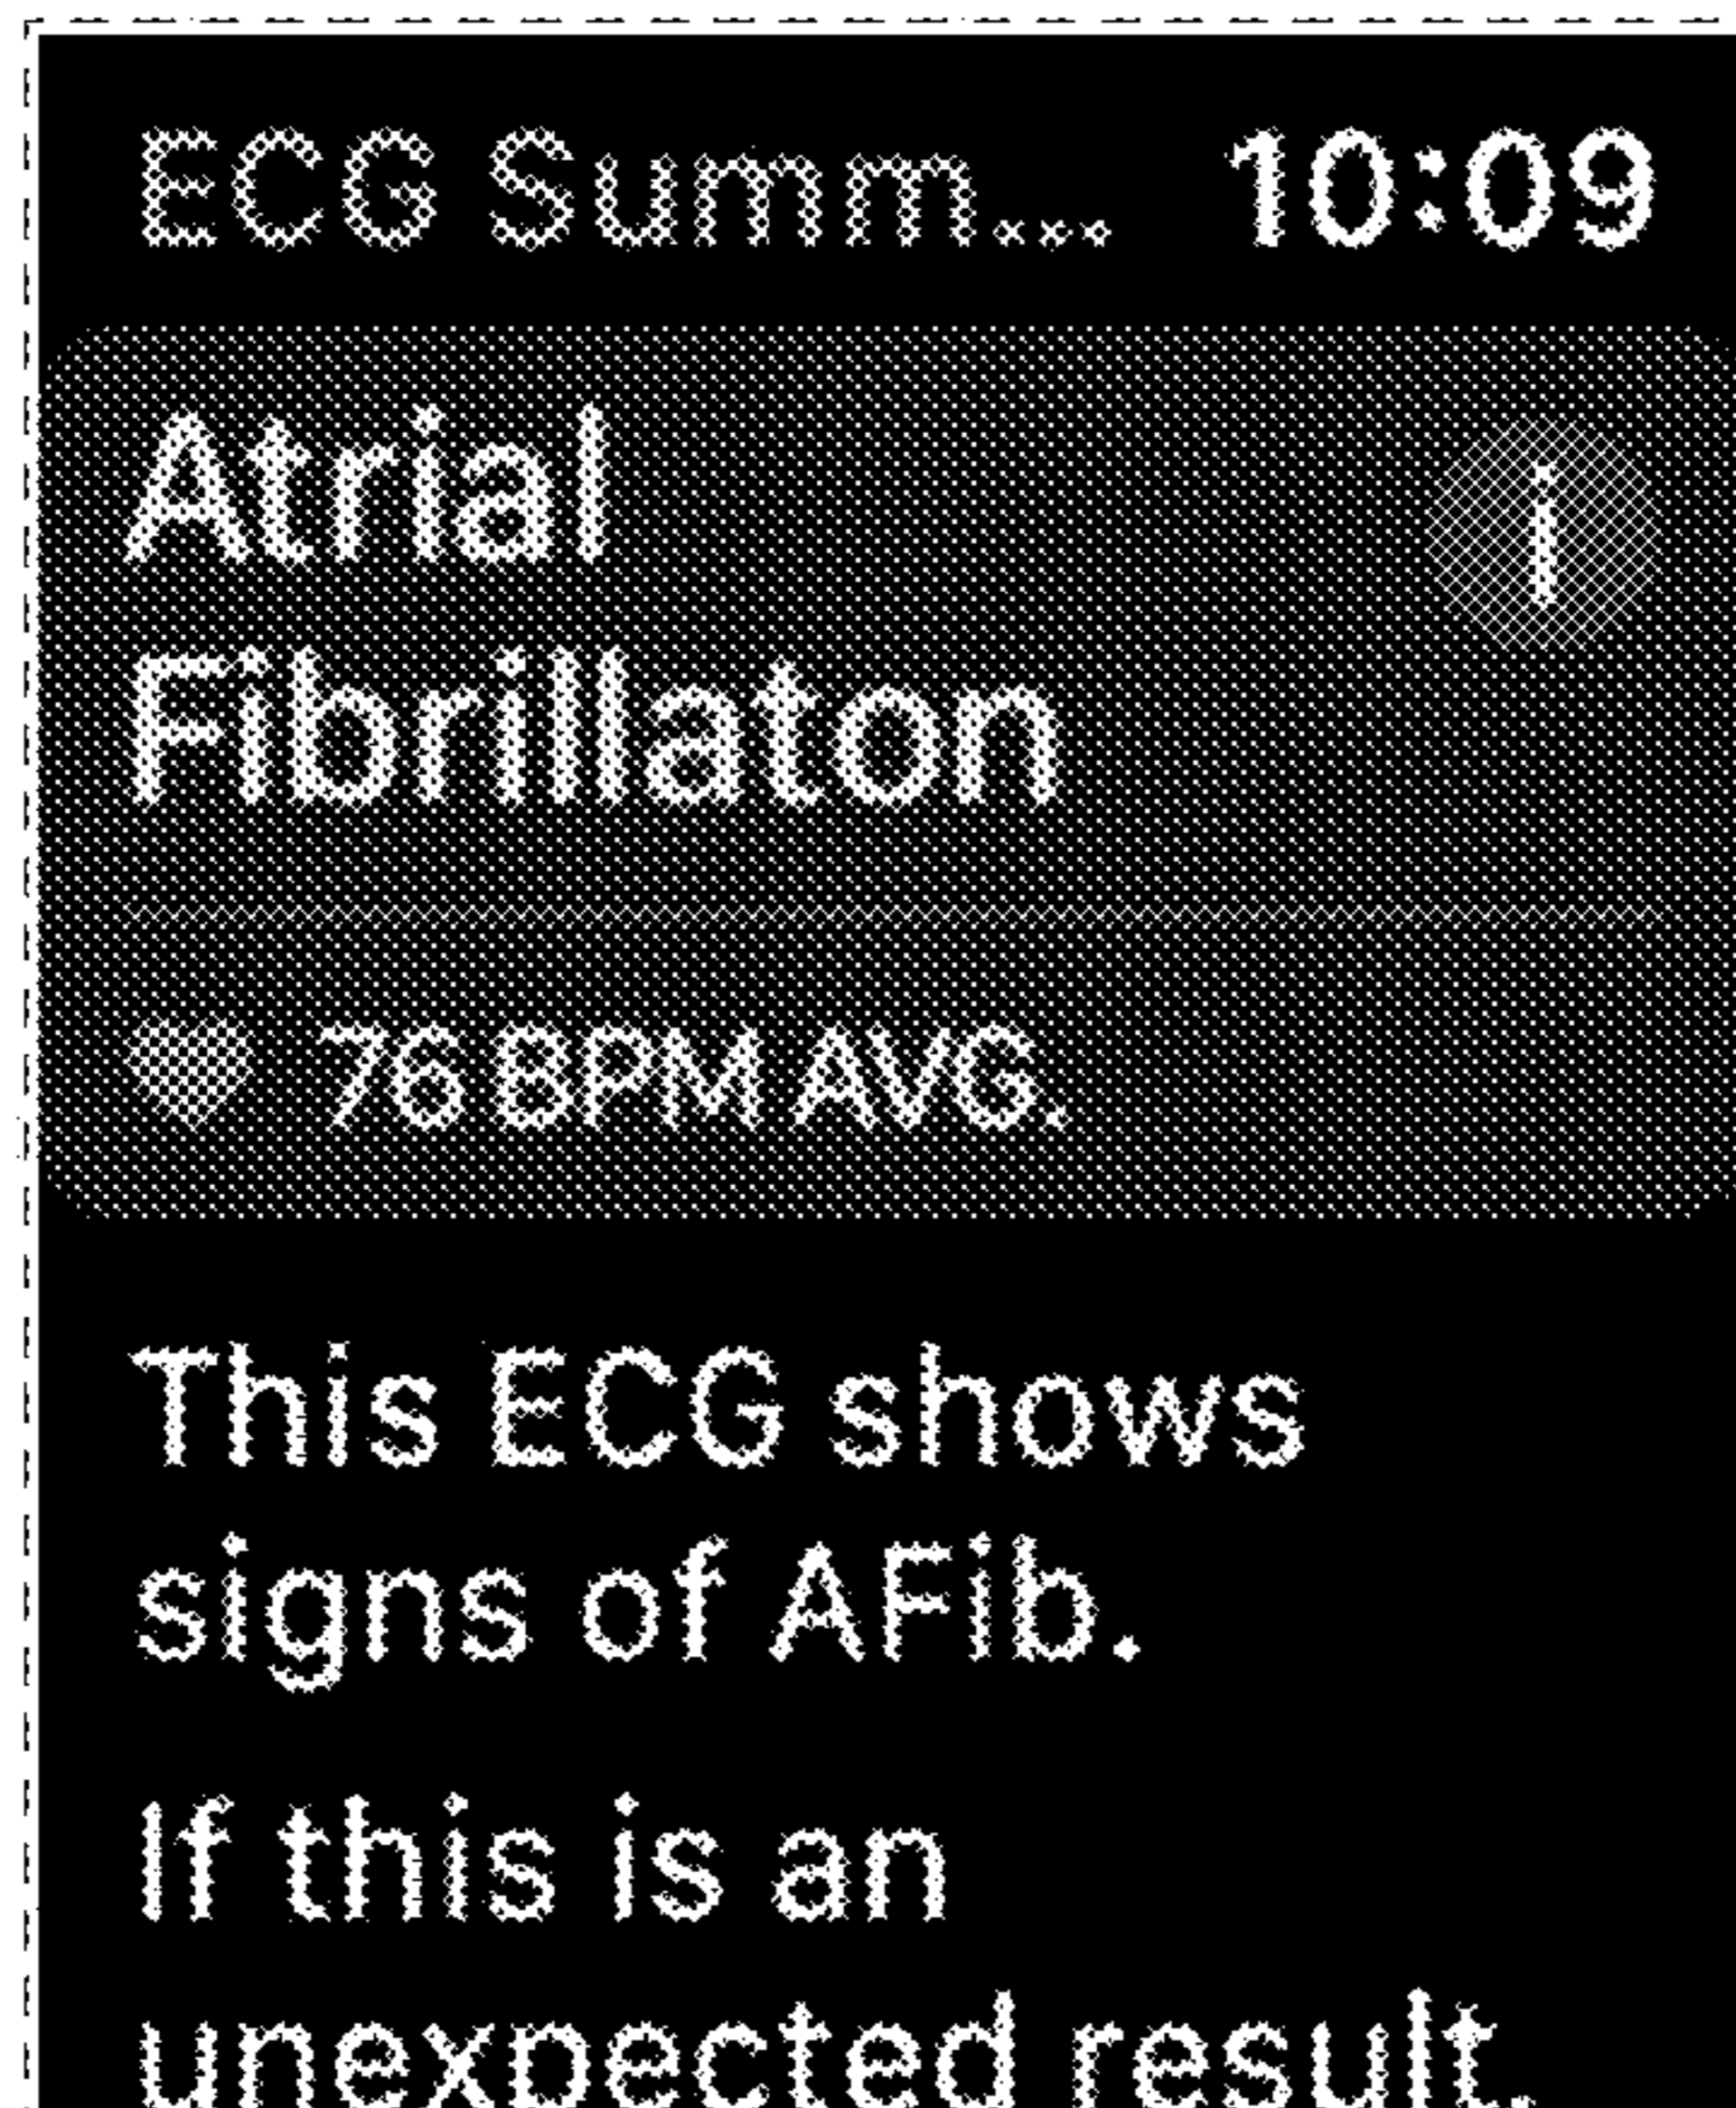 ECG Summ... 10:09
Atrial
i
Fibrillaton
76 BPM AVG.
This ECG shows
signs of AFib.
If this is an
unexpected result,